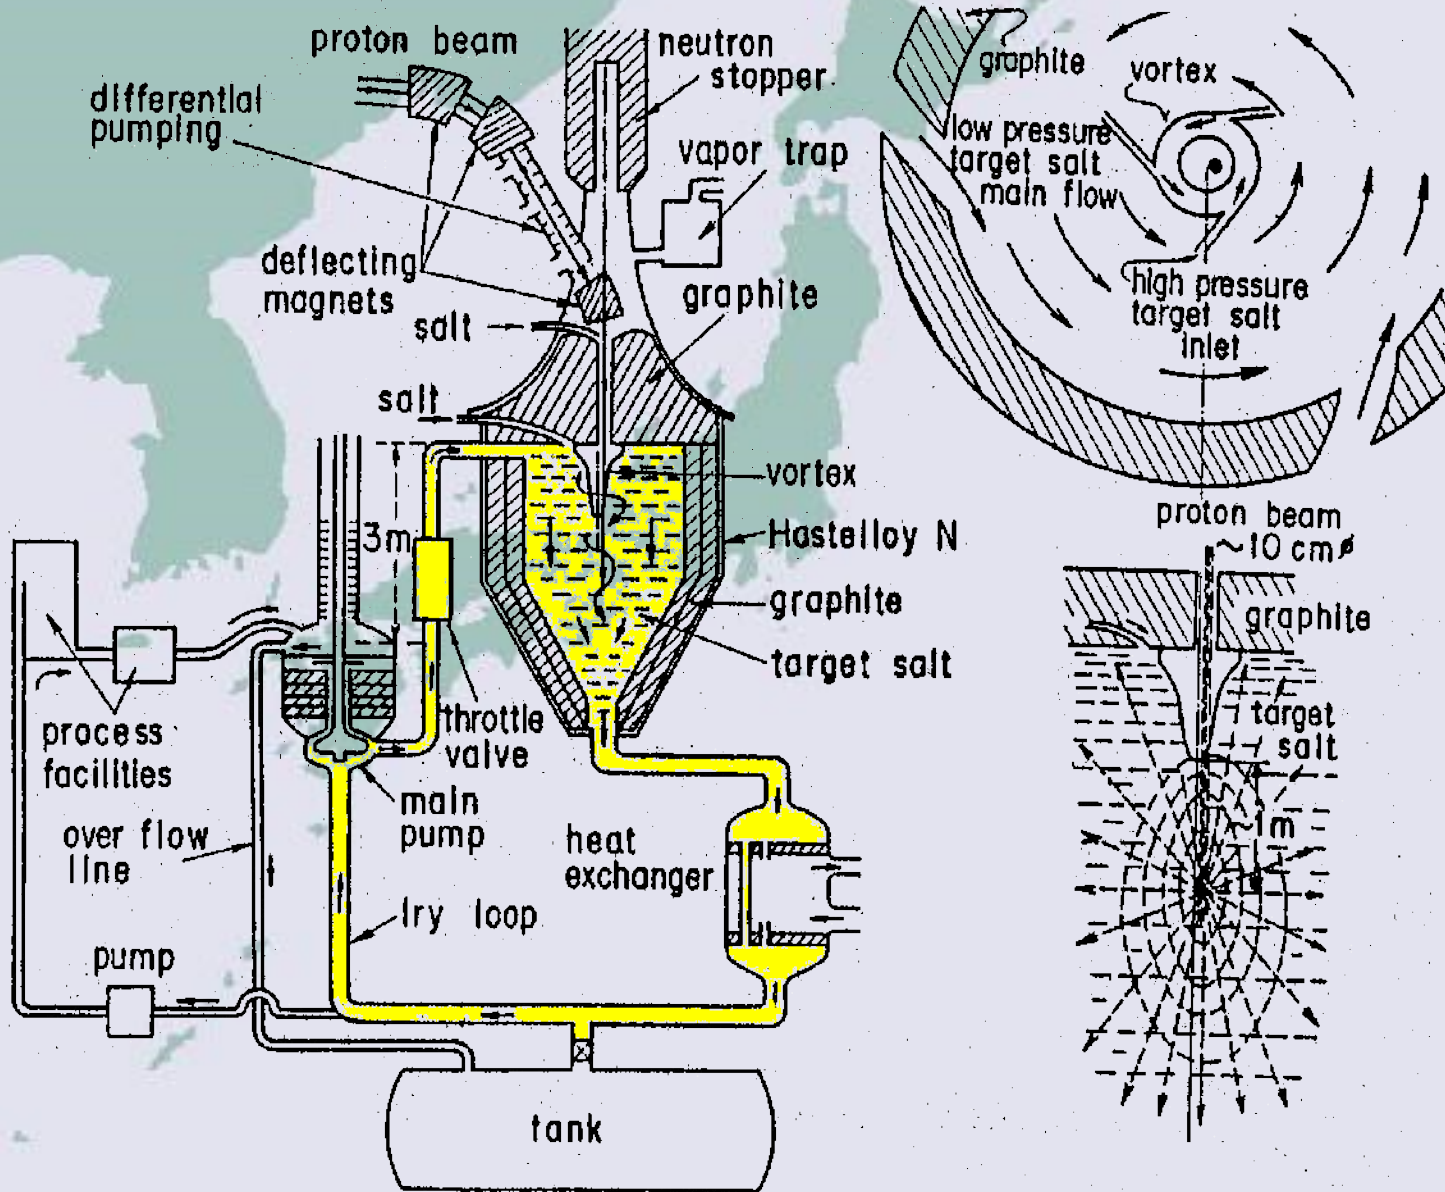 proton beam
differential
pumping
neutron
stopper
vapor trap
deflecting
magnets
graphite
salt
salt
3m
vortex
Hastelloy N
graphite
target salt
throttle
valve
process
facilities
main
pump
over flow
line
heat
exchanger
Iry loop
pump
tank
graphite
vortex
low pressure
target salt
main flow
high pressure
target salt
inlet
proton beam
~10 cmø
graphite
target
salt
~1m